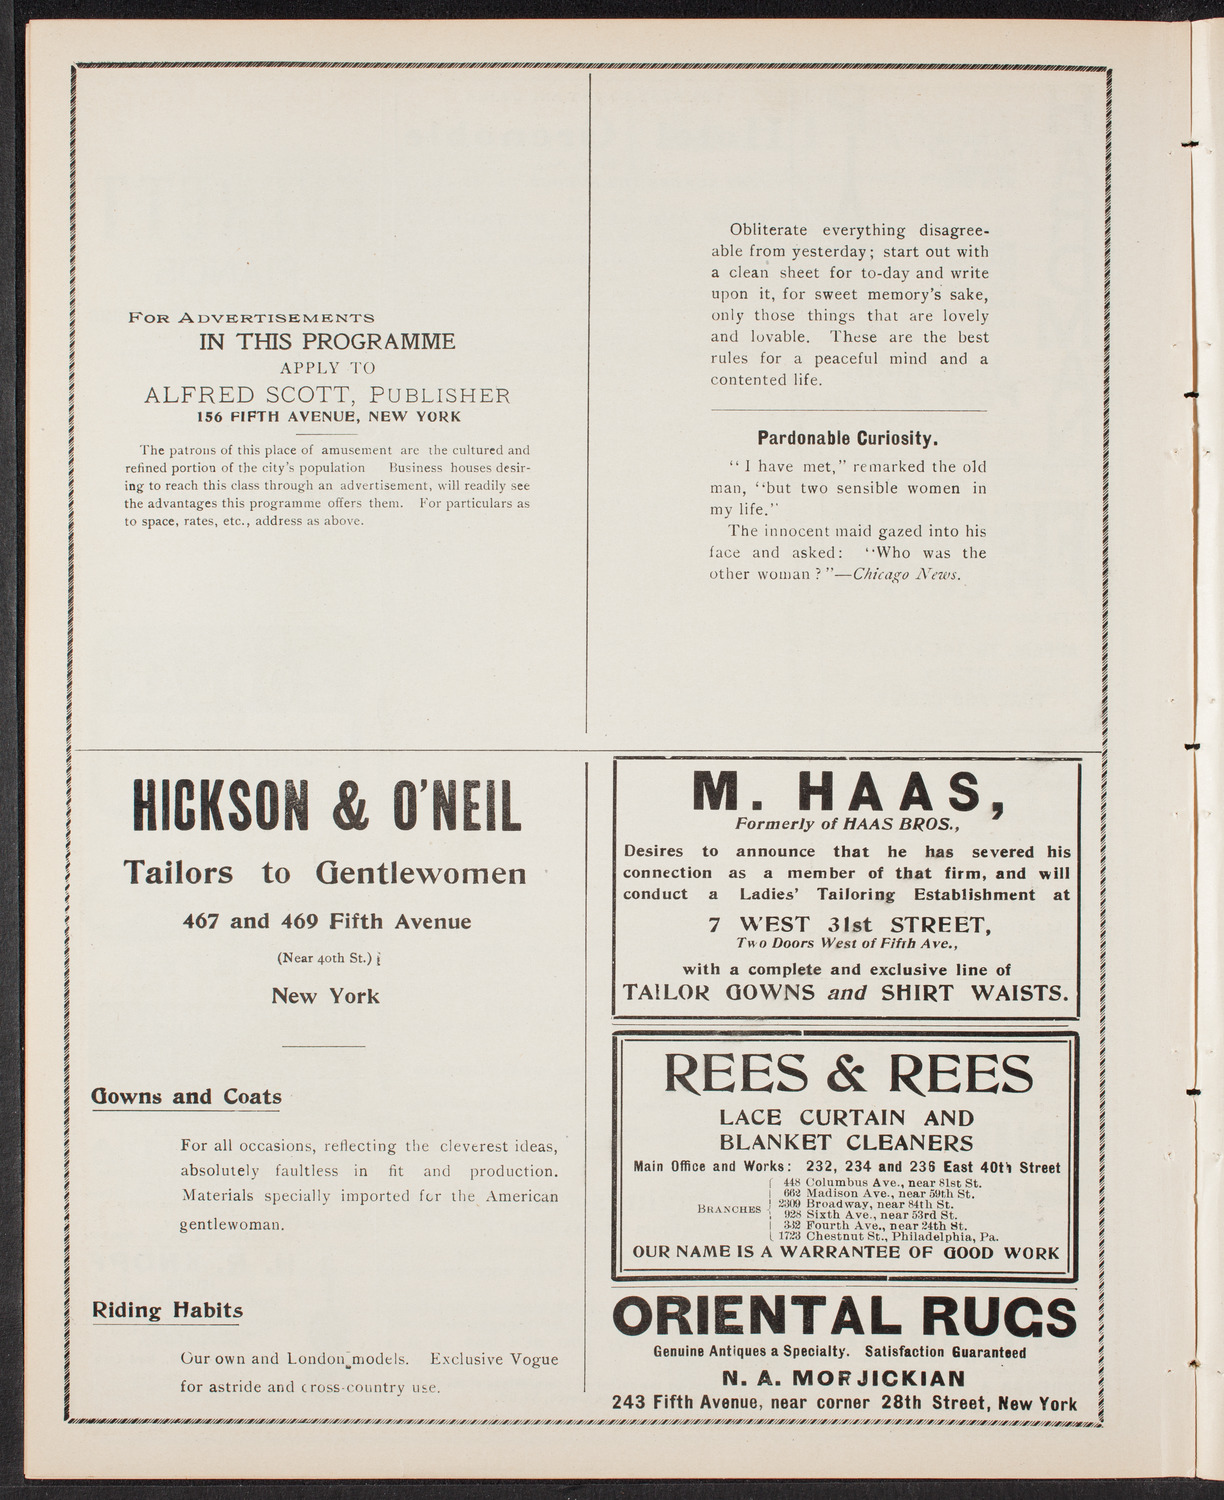 For Advertisements
IN THIS PROGRAMME
APPLY TO
ALFRED SCOTT, Publisher
156 FIFTH AVENUE, NEW YORK
The patrons of this place of amusement are the cultured and
refined portion of the city's population Business houses desir-
ing to reach this class through an advertisement, will readily see
the advantages this programme offers them. For particulars as
to space, rates, etc., address as above.
Obliterate everything disagree-
able from yesterday; start out with
a clean sheet for to-day and write
upon it, for sweet memory's sake,
only those things that are lovely
and lovable. These are the best
rules for a peaceful mind and a
contented life.
Pardonable Curiosity.
"I have met," remarked the old
man, "but two sensible women in
my life."
The innocent maid gazed into his
face and asked: "Who was the
other woman?"—Chicago News.
HICKSON & O'NEIL
Tailors to Gentlewomen
467 and 469 Fifth Avenue
(Near 40th St.)
New York
Gowns and Coats
For all occasions, reflecting the cleverest ideas,
absolutely faultless in fit and production.
Materials specially imported for the American
gentlewoman.
Riding Habits
Our own and London models. Exclusive Vogue
for astride and cross-country use.
M. HAAS,
Formerly of HAAS BROS.,
Desires to announce that he has severed his
connection as a member of that firm, and will
conduct a Ladies' Tailoring Establishment at
7 WEST 31st STREET,
Two Doors West of Fifth Ave.,
with a complete and exclusive line of
TAILOR GOWNS and SHIRT WAISTS.
REES & REES
LACE CURTAIN AND
BLANKET CLEANERS
Main Office and Works: 232, 234 and 236 East 40th Street
Branches
448 Columbus Ave., near 81st St.
662 Madison Ave., near 59th St.
2309 Broadway, near 84th St.
928 Sixth Ave., near 53rd St.
332 Fourth Ave., near 24th St.
1723 Chestnut St., Philadelphia, Pa.
OUR NAME IS A WARRANTEE OF GOOD WORK
ORIENTAL RUGS
Genuine Antiques a Specialty. Satisfaction Guaranteed
N. A. MORJICKIAN
243 Fifth Avenue, near corner 28th Street, New York